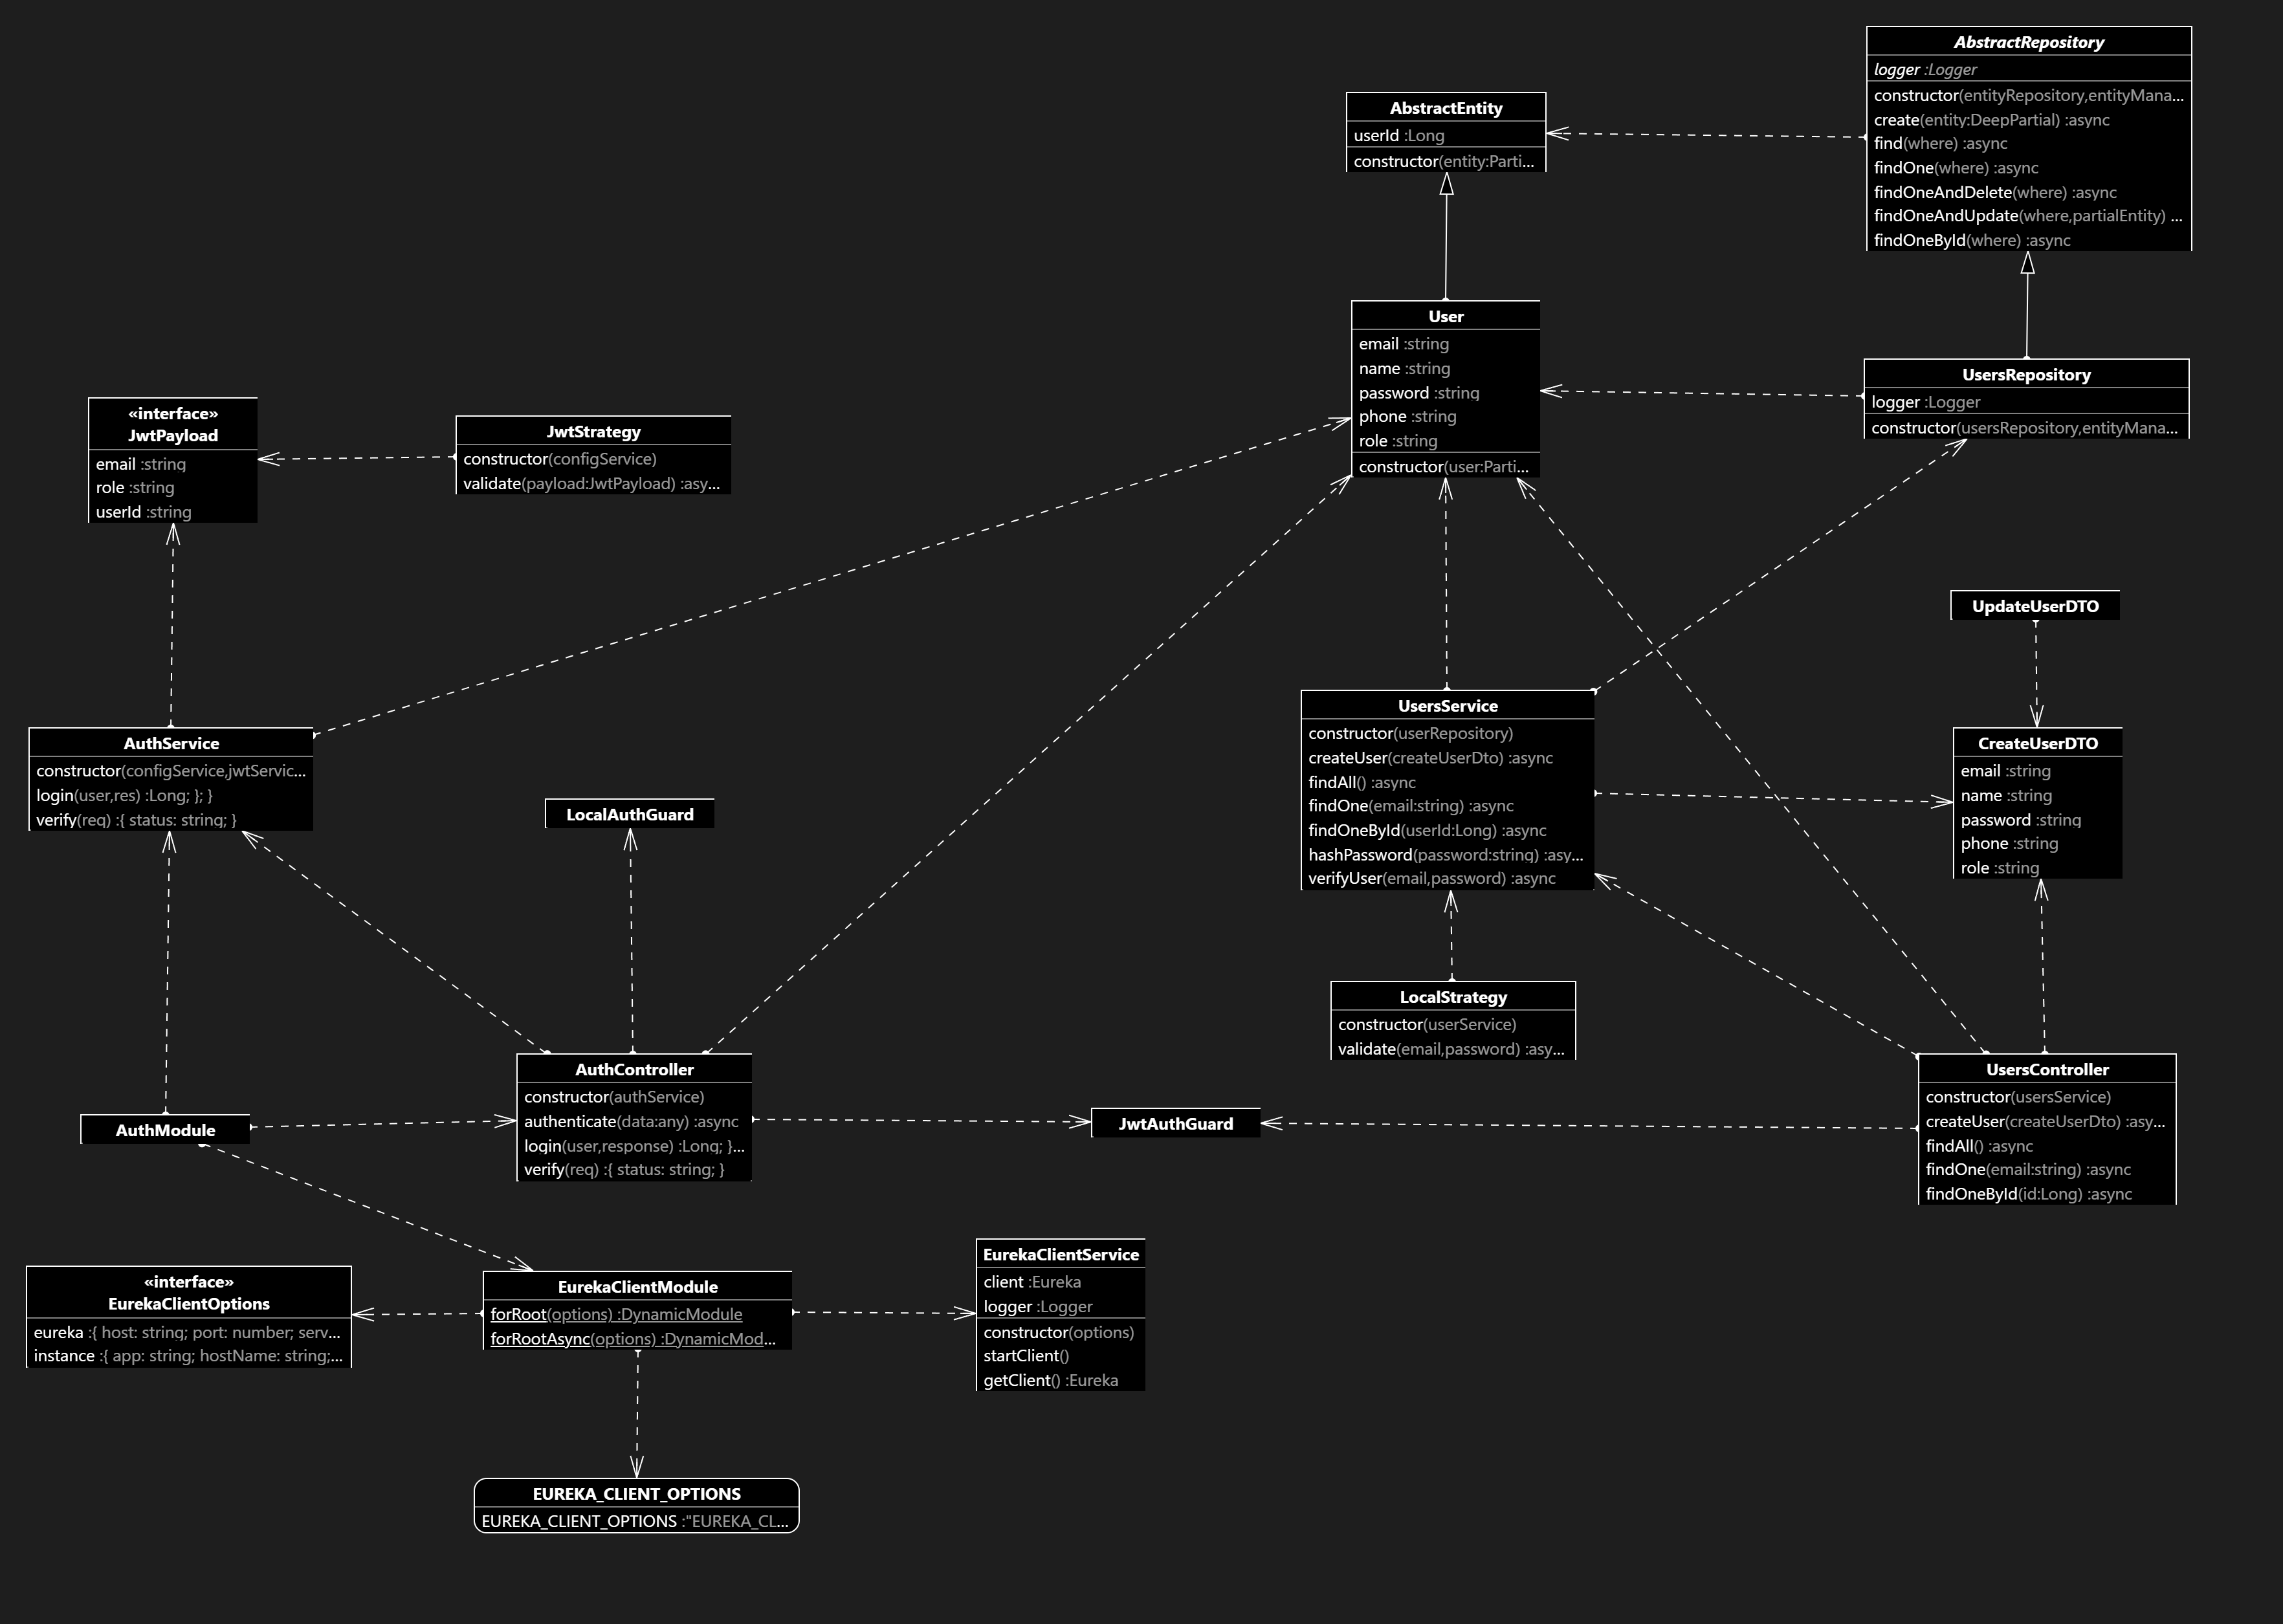 AbstractRepository
logger :Logger
constructor(entityRepository,entityMana...
create(entity:DeepPartial) :async
find(where) :async
findOne(where) :async
findOneAndDelete(where) :async
findOneAndUpdate(where,partialEntity) ...
findOneById(where) :async
AbstractEntity
userId :Long
constructor(entity:Parti...
User
email :string
name :string
password :string
phone :string
role :string
constructor(user:Parti...
UsersRepository
logger :Logger
constructor(usersRepository,entityMana...
«interface»
JwtPayload
email :string
role :string
userId :string
JwtStrategy
constructor(configService)
validate(payload:JwtPayload) :asy...
UpdateUserDTO
UsersService
constructor(userRepository)
createUser(createUserDto) :async
findAll() :async
findOne(email:string) :async
findOneById(userId:Long) :async
hashPassword(password:string) :asy...
verifyUser(email,password) :async
CreateUserDTO
email :string
name :string
password :string
phone :string
role :string
AuthService
constructor(configService,jwtServic...
login(user,res) :Long; }; }
verify(req) :{ status: string; }
LocalAuthGuard
LocalStrategy
constructor(userService)
validate(email,password) :asy...
AuthModule
AuthController
constructor(authService)
authenticate(data:any) :async
login(user,response) :Long; }...
verify(req) :{ status: string; }
JwtAuthGuard
UsersController
constructor(usersService)
createUser(createUserDto) :asy...
findAll() :async
findOne(email:string) :async
findOneById(id:Long) :async
«interface»
EurekaClientOptions
eureka :{ host: string; port: number; serv...
instance :{ app: string; hostName: string;...
EurekaClientModule
forRoot(options) :DynamicModule
forRootAsync(options) :DynamicMod...
EurekaClientService
client :Eureka
logger :Logger
constructor(options)
startClient()
getClient() :Eureka
EUREKA_CLIENT_OPTIONS
EUREKA_CLIENT_OPTIONS :"EUREKA_CL...